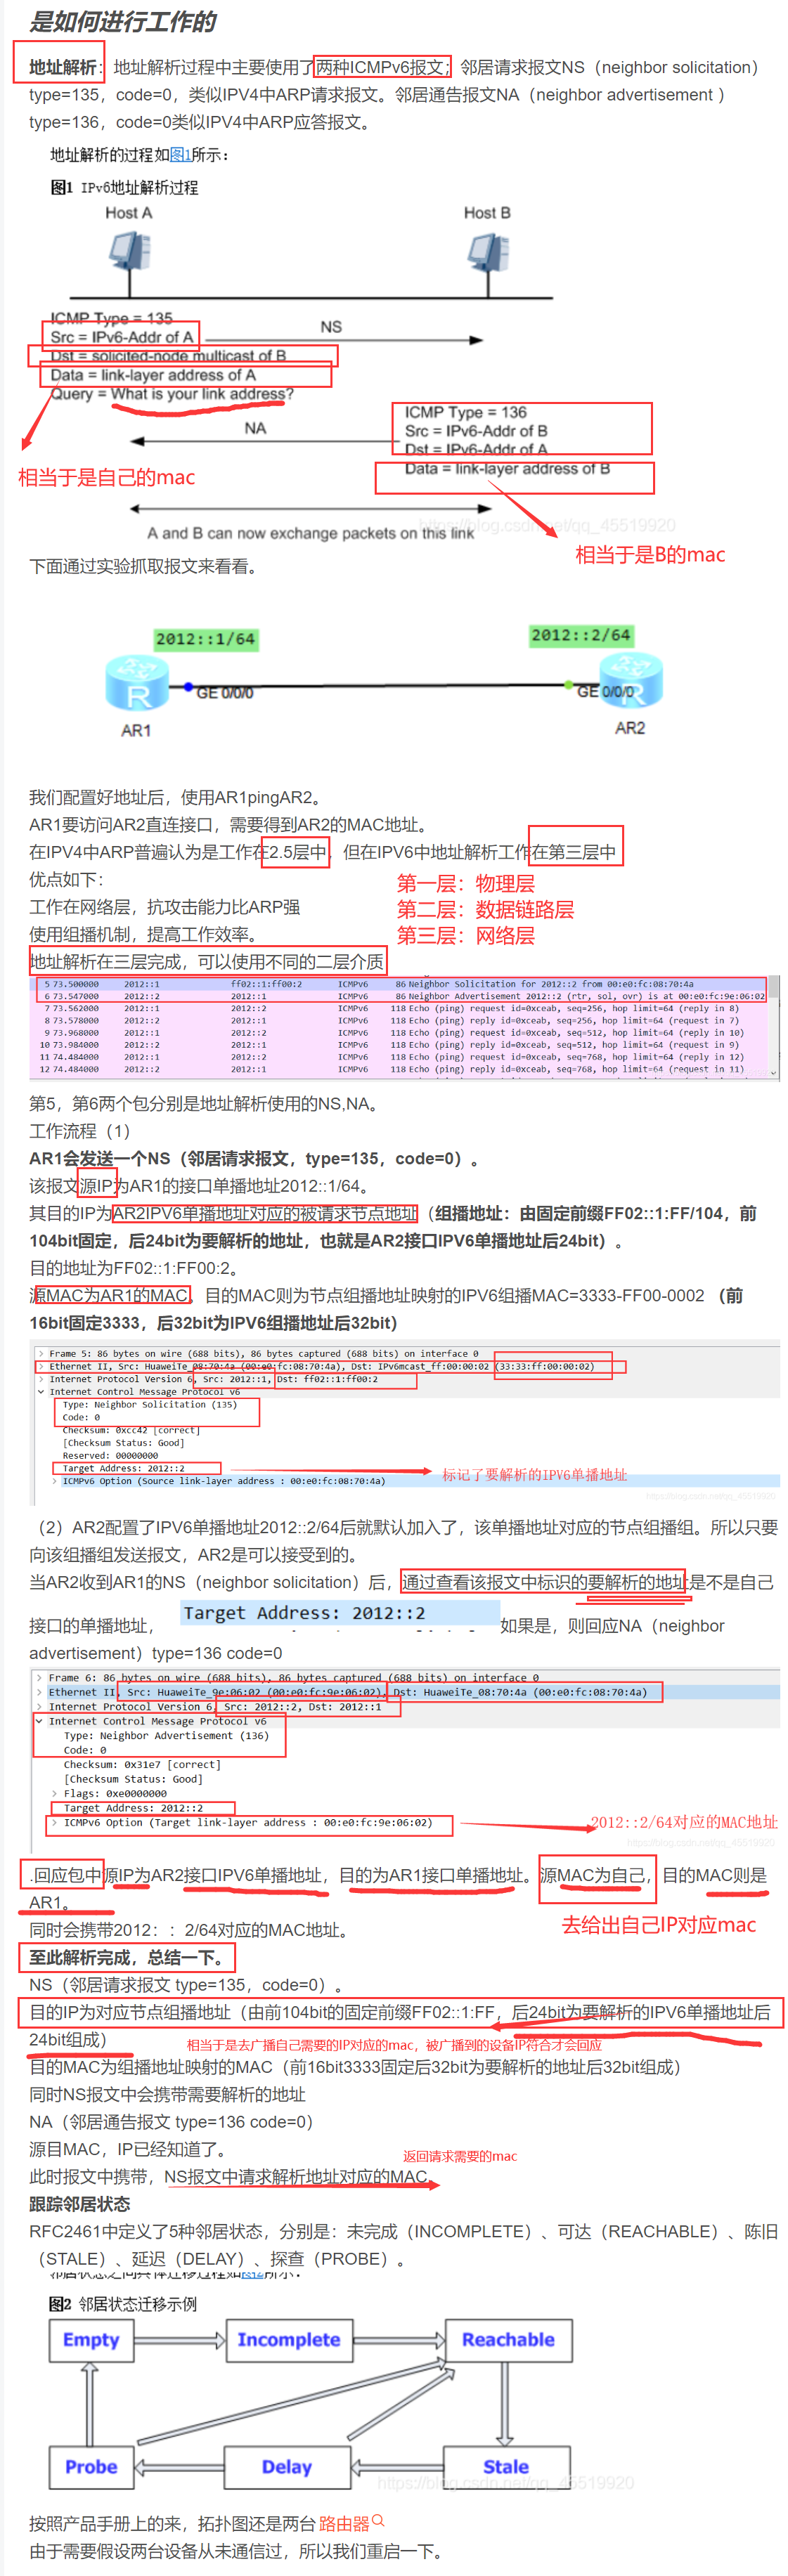 是如何进行工作的
地址解析：地址解析过程中主要使用了两种ICMPv6报文；邻居请求报文NS（neighbor solicitation）
type=135，code=0，类似IPV4中ARP请求报文。邻居通告报文NA（neighbor advertisement ）
type=136，code=0类似IPV4中ARP应答报文。
地址解析的过程如图1所示：
图1 IPv6地址解析过程
Host A
Host B
ICMP Type = 135
Src = IPv6-Addr of A
NS
Dst = solicited-node multicast of B
Data = link-layer address of A
Query = What is your link address?
ICMP Type = 136
NA
Src = IPv6-Addr of B
Dst = IPv6-Addr of A
Data = link-layer address of B
相当于是自己的mac
A and B can now exchange packets on this link
https://blog.csdn.net/qq_45519920
相当于是B的mac
下面通过实验抓取报文来看看。
2012::1/64
2012::2/64
GE 0/0/0
GE 0/0/0
AR1
AR2
我们配置好地址后，使用AR1pingAR2。
AR1要访问AR2直连接口，需要得到AR2的MAC地址。
在IPV4中ARP普遍认为是工作在2.5层中，但在IPV6中地址解析工作在第三层中
优点如下：
第一层：物理层
工作在网络层，抗攻击能力比ARP强
第二层：数据链路层
使用组播机制，提高工作效率。
第三层：网络层
地址解析在三层完成，可以使用不同的二层介质
5 73.500000 2012::1 ff02::1:ff00:2 ICMPv6 86 Neighbor Solicitation for 2012::2 from 00:e0:fc:08:70:4a
6 73.547000 2012::2 2012::1 ICMPv6 86 Neighbor Advertisement 2012::2 (rtr, sol, ovr) is at 00:e0:fc:9e:06:02
7 73.562000 2012::1 2012::2 ICMPv6 118 Echo (ping) request id=0xceab, seq=256, hop limit=64 (reply in 8)
8 73.578000 2012::2 2012::1 ICMPv6 118 Echo (ping) reply id=0xceab, seq=256, hop limit=64 (request in 7)
9 73.968000 2012::1 2012::2 ICMPv6 118 Echo (ping) request id=0xceab, seq=512, hop limit=64 (reply in 10)
10 73.984000 2012::2 2012::1 ICMPv6 118 Echo (ping) reply id=0xceab, seq=512, hop limit=64 (request in 9)
11 74.484000 2012::1 2012::2 ICMPv6 118 Echo (ping) request id=0xceab, seq=768, hop limit=64 (reply in 12)
12 74.484000 2012::2 2012::1 ICMPv6 118 Echo (ping) reply id=0xceab, seq=768, hop limit=64 (request in 11)
第5，第6两个包分别是地址解析使用的NS,NA。
工作流程（1）
AR1会发送一个NS（邻居请求报文，type=135，code=0）。
该报文源IP为AR1的接口单播地址2012::1/64。
其目的IP为AR2IPV6单播地址对应的被请求节点地址（组播地址：由固定前缀FF02::1:FF/104，前
104bit固定，后24bit为要解析的地址，也就是AR2接口IPV6单播地址后24bit）。
目的地址为FF02::1:FF00:2。
源MAC为AR1的MAC，目的MAC则为节点组播地址映射的IPV6组播MAC=3333-FF00-0002 （前
16bit固定3333，后32bit为IPV6组播地址后32bit）
Frame 5: 86 bytes on wire (688 bits), 86 bytes captured (688 bits) on interface 0
Ethernet II, Src: HuaweiTe_08:70:4a (00:e0:fc:08:70:4a), Dst: IPv6mcast_ff:00:00:02 (33:33:ff:00:00:02)
Internet Protocol Version 6, Src: 2012::1, Dst: ff02::1:ff00:2
Internet Control Message Protocol v6
Type: Neighbor Solicitation (135)
Code: 0
Checksum: 0xcc42 [correct]
[Checksum Status: Good]
Reserved: 00000000
Target Address: 2012::2
标记了要解析的IPV6单播地址
ICMPv6 Option (Source link-layer address : 00:e0:fc:08:70:4a)
https://blog.csdn.net/qq_45519920
（2）AR2配置了IPV6单播地址2012::2/64后就默认加入了，该单播地址对应的节点组播组。所以只要
向该组播组发送报文，AR2是可以接受到的。
当AR2收到AR1的NS（neighbor solicitation）后，通过查看该报文中标识的要解析的地址是不是自己
接口的单播地址， Target Address: 2012::2 如果是，则回应NA（neighbor
advertisement）type=136 code=0
Frame 6: 86 bytes on wire (688 bits), 86 bytes captured (688 bits) on interface 0
Ethernet II, Src: HuaweiTe_9e:06:02 (00:e0:fc:9e:06:02), Dst: HuaweiTe_08:70:4a (00:e0:fc:08:70:4a)
Internet Protocol Version 6, Src: 2012::2, Dst: 2012::1
Internet Control Message Protocol v6
Type: Neighbor Advertisement (136)
Code: 0
Checksum: 0x31e7 [correct]
[Checksum Status: Good]
Flags: 0xe0000000
Target Address: 2012::2
ICMPv6 Option (Target link-layer address : 00:e0:fc:9e:06:02)
2012::2/64对应的MAC地址
https://blog.csdn.net/qq_45519920
.回应包中源IP为AR2接口IPV6单播地址，目的为AR1接口单播地址。源MAC为自己，目的MAC则是
AR1。
去给出自己IP对应mac
同时会携带2012：：2/64对应的MAC地址。
至此解析完成，总结一下。
NS（邻居请求报文 type=135，code=0）。
目的IP为对应节点组播地址（由前104bit的固定前缀FF02::1:FF，后24bit为要解析的IPV6单播地址后
24bit组成）
相当于是去广播自己需要的IP对应的mac，被广播到的设备IP符合才会回应
目的MAC为组播地址映射的MAC（前16bit3333固定后32bit为要解析的地址后32bit组成）
同时NS报文中会携带需要解析的地址
NA（邻居通告报文 type=136 code=0）
源目MAC，IP已经知道了。
返回请求需要的mac
此时报文中携带，NS报文中请求解析地址对应的MAC。
跟踪邻居状态
RFC2461中定义了5种邻居状态，分别是：未完成（INCOMPLETE）、可达（REACHABLE）、陈旧
（STALE）、延迟（DELAY）、探查（PROBE）。
邻居状态之间具体迁移过程如图2所示：
图2 邻居状态迁移示例
Empty
Incomplete
Reachable
Probe
Delay
Stale
https://blog.csdn.net/qq_45519920
按照产品手册上的来，拓扑图还是两台 路由器
由于需要假设两台设备从未通信过，所以我们重启一下。